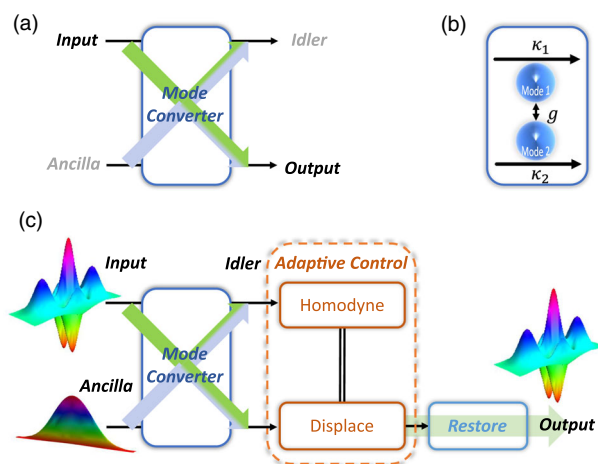 (a)
Input
Idler
Mode
Converter
Ancilla
Output
(b)
κ₁
Mode 1
g
Mode 2
κ₂
(c)
Input
Idler
Adaptive Control
Homodyne
Mode
Converter
Ancilla
Displace
Restore
Output